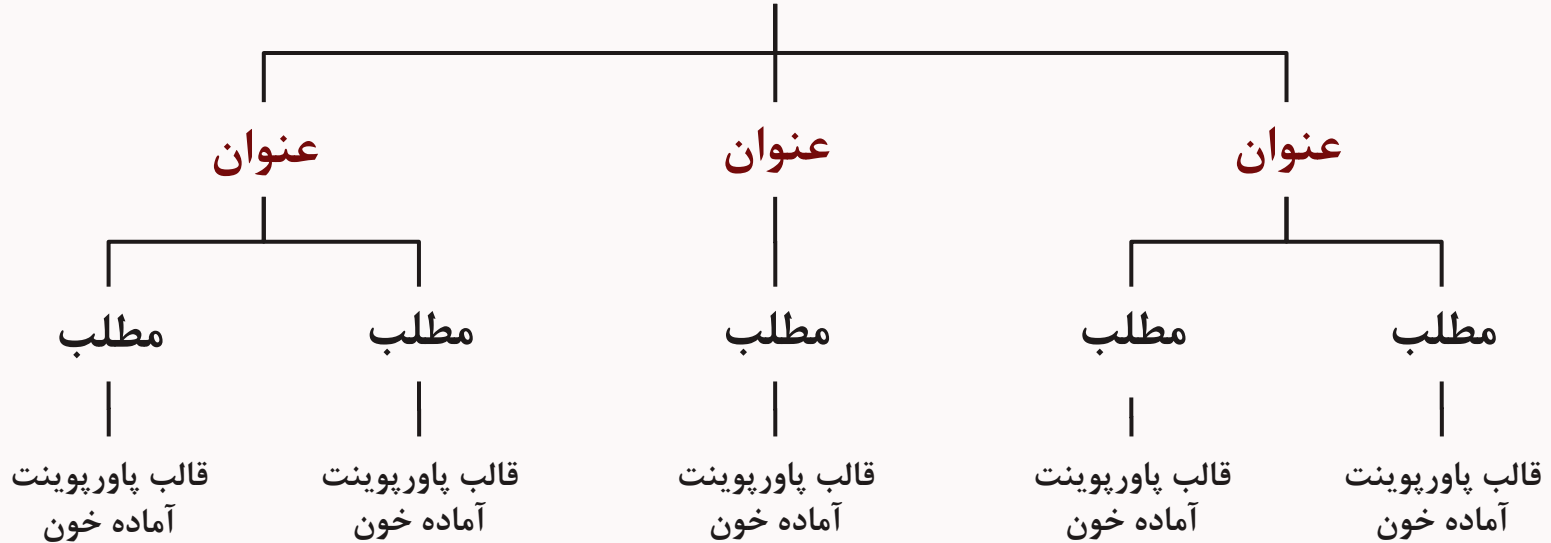 عنوان
عنوان
عنوان
مطلب
مطلب
مطلب
مطلب
مطلب
قالب پاورپوینت
آماده خون
قالب پاورپوینت
آماده خون
قالب پاورپوینت
آماده خون
قالب پاورپوینت
آماده خون
قالب پاورپوینت
آماده خون